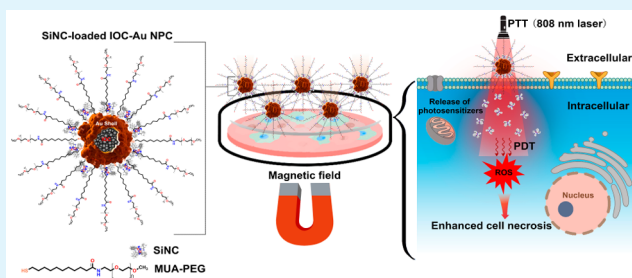 SiNC-loaded IOC-Au NPC
Au Shell
SiNC
MUA-PEG
Magnetic field
PTT (808 nm laser)
Extracellular
Intracellular
Release of
photosensitizers
PDT
ROS
Nucleus
Enhanced cell necrosis